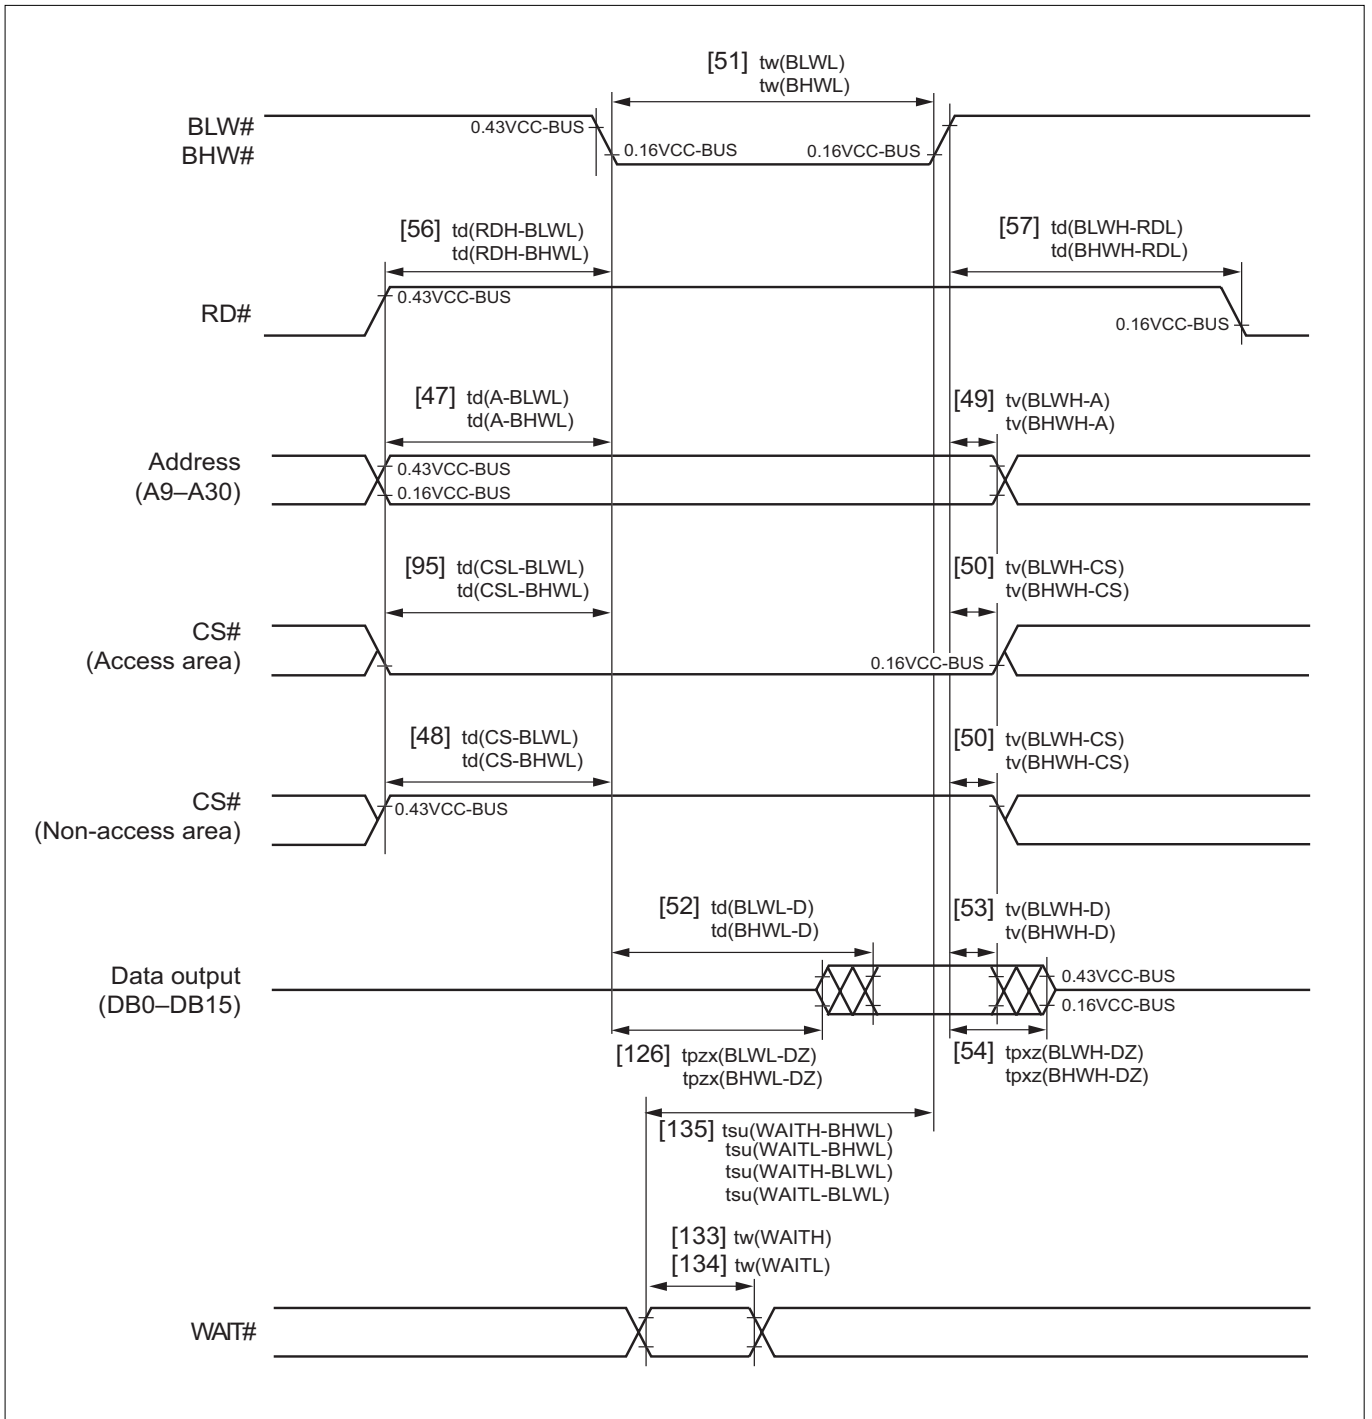 [51] tw(BLWL)
tw(BHWL)
BLW#
BHW#
0.43VCC-BUS
0.16VCC-BUS
0.16VCC-BUS
[56] td(RDH-BLWL)
td(RDH-BHWL)
[57] td(BLWH-RDL)
td(BHWH-RDL)
RD#
0.43VCC-BUS
0.16VCC-BUS
[47] td(A-BLWL)
td(A-BHWL)
[49] tv(BLWH-A)
tv(BHWH-A)
Address
(A9–A30)
0.43VCC-BUS
0.16VCC-BUS
[95] td(CSL-BLWL)
td(CSL-BHWL)
[50] tv(BLWH-CS)
tv(BHWH-CS)
CS#
(Access area)
0.16VCC-BUS
[48] td(CS-BLWL)
td(CS-BHWL)
[50] tv(BLWH-CS)
tv(BHWH-CS)
CS#
(Non-access area)
0.43VCC-BUS
[52] td(BLWL-D)
td(BHWL-D)
[53] tv(BLWH-D)
tv(BHWH-D)
Data output
(DB0–DB15)
0.43VCC-BUS
0.16VCC-BUS
[126] tpzx(BLWL-DZ)
tpzx(BHWL-DZ)
[54] tpxz(BLWH-DZ)
tpxz(BHWH-DZ)
[135] tsu(WAITH-BHWL)
tsu(WAITL-BHWL)
tsu(WAITH-BLWL)
tsu(WAITL-BLWL)
[133] tw(WAITH)
[134] tw(WAITL)
WAIT#